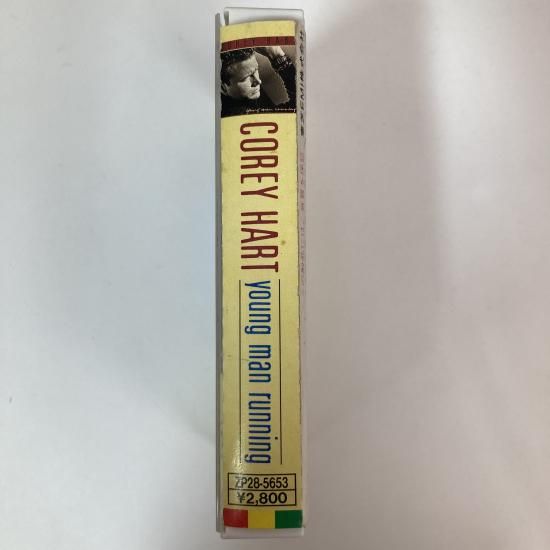 COREY HART
young man running
ZP28-5653
¥2,800